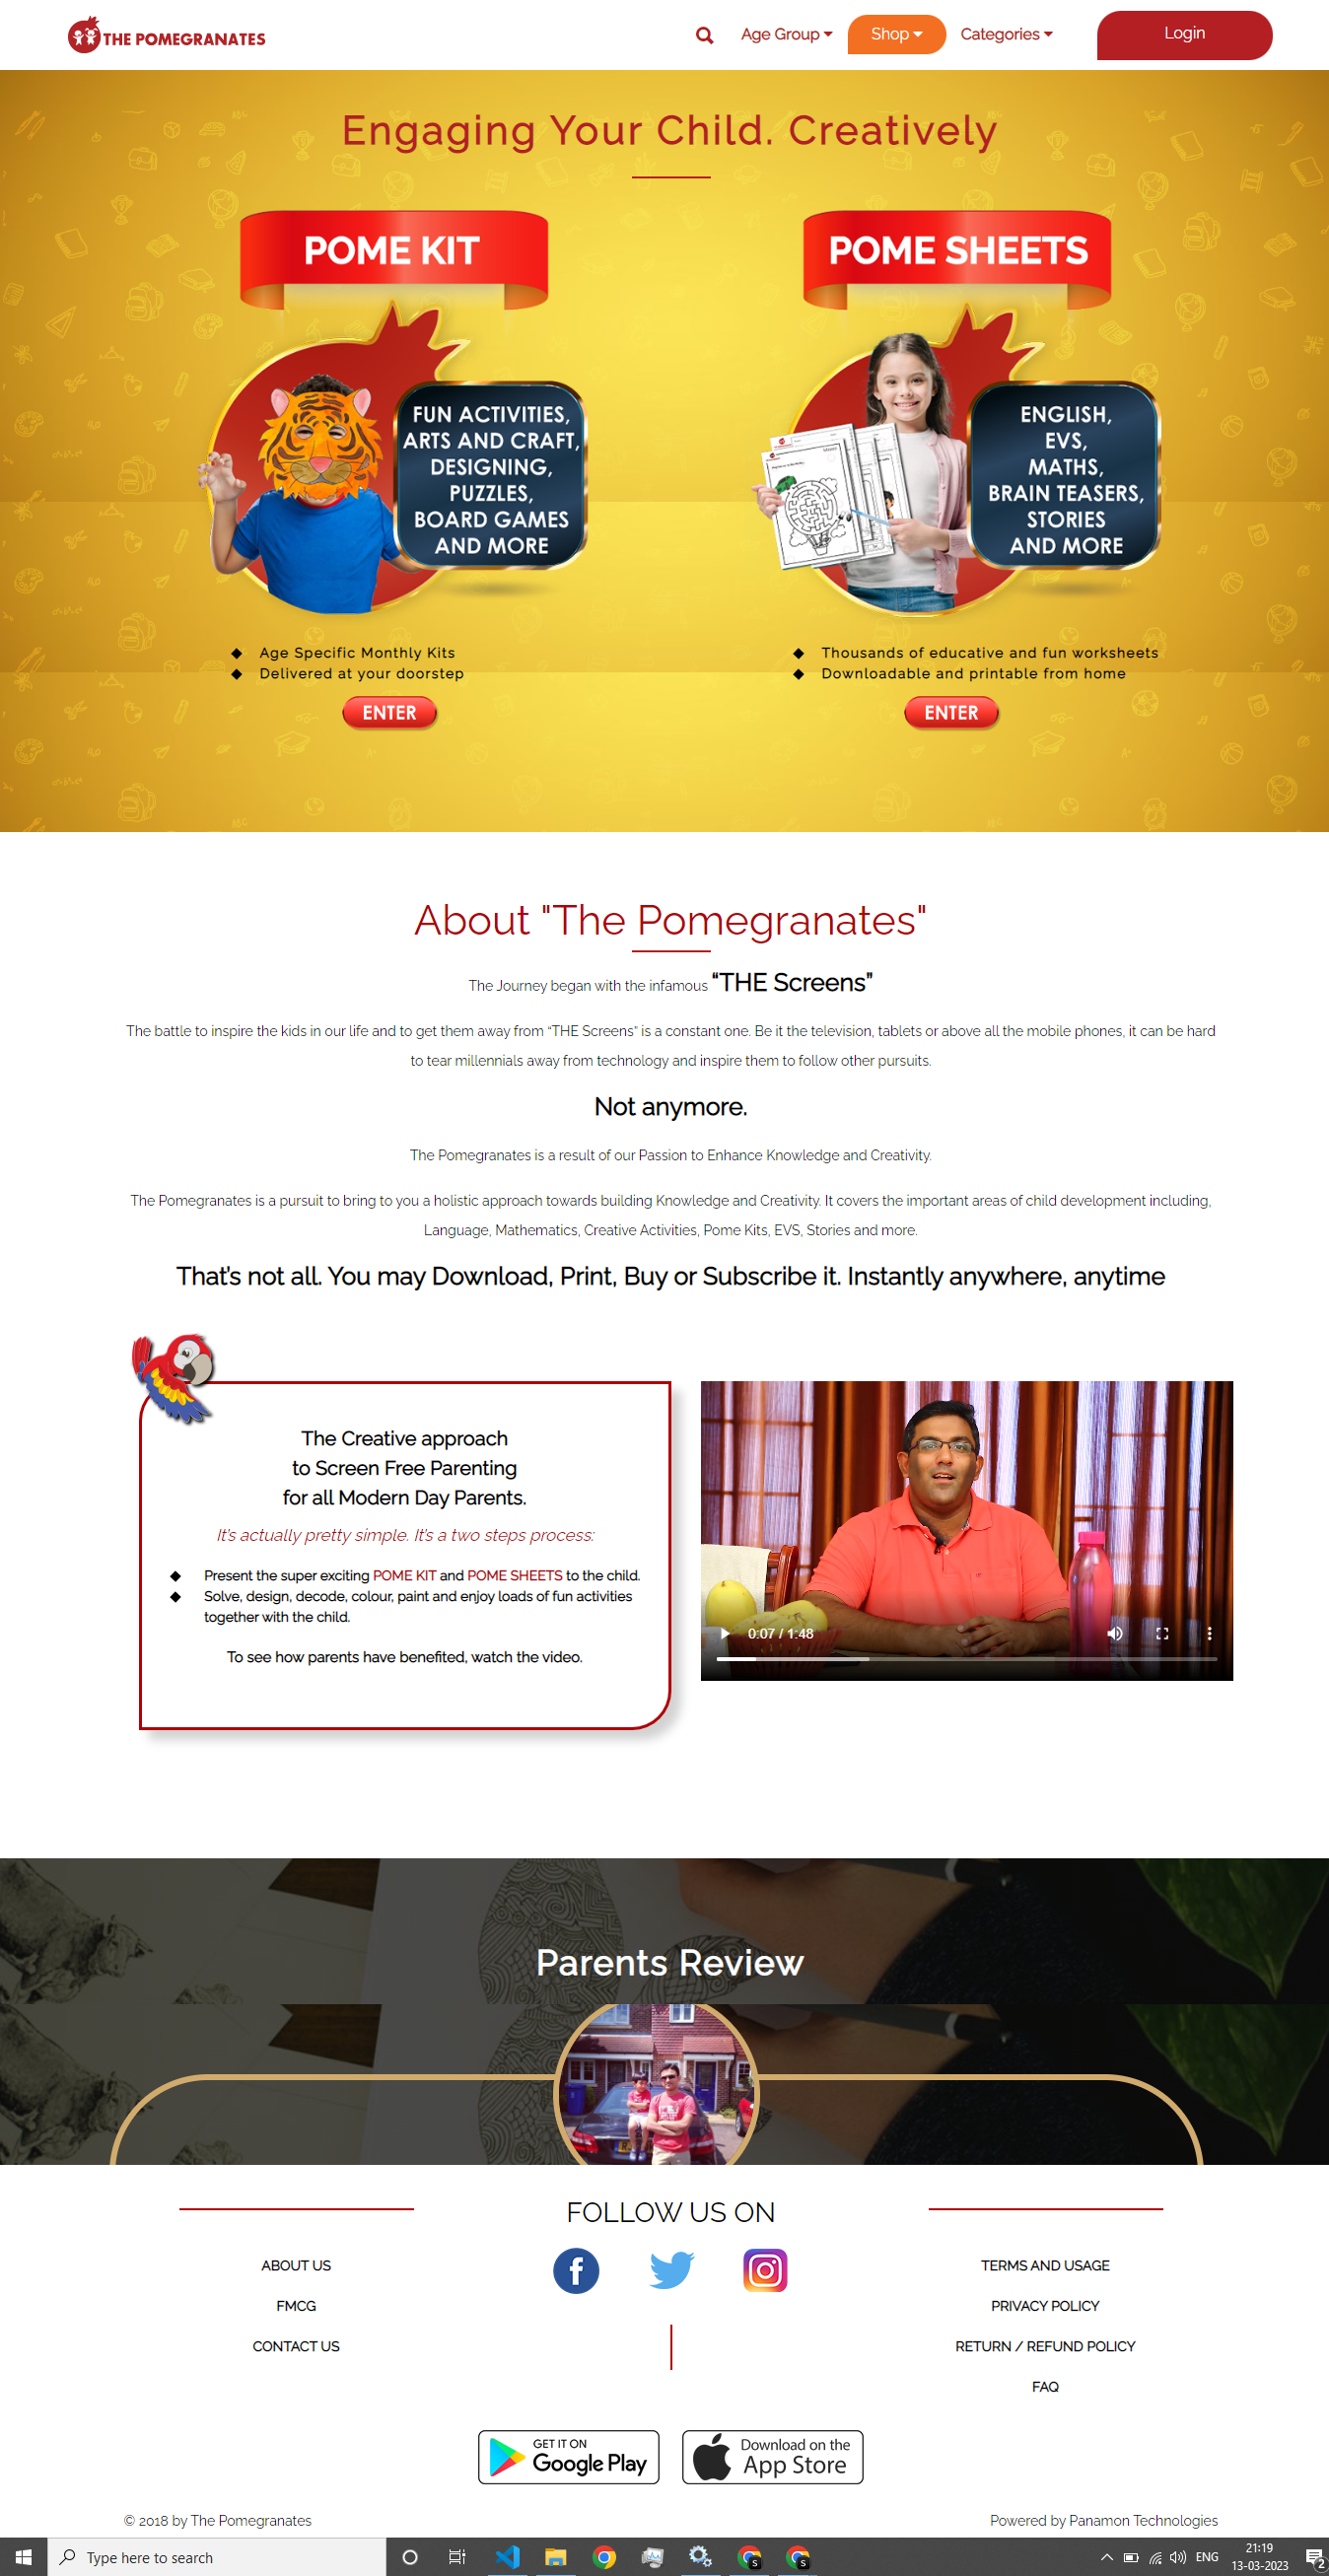 THE POMEGRANATES
Age Group
Shop
Categories
Login
Engaging Your Child. Creatively
POME KIT
FUN ACTIVITIES,
ARTS AND CRAFT,
DESIGNING,
PUZZLES,
BOARD GAMES
AND MORE
Age Specific Monthly Kits
Delivered at your doorstep
ENTER
POME SHEETS
ENGLISH,
EVS,
MATHS,
BRAIN TEASERS,
STORIES
AND MORE
Thousands of educative and fun worksheets
Downloadable and printable from home
ENTER
About "The Pomegranates"
The Journey began with the infamous “THE Screens”
The battle to inspire the kids in our life and to get them away from “THE Screens” is a constant one. Be it the television, tablets or above all the mobile phones, it can be hard
to tear millennials away from technology and inspire them to follow other pursuits.
Not anymore.
The Pomegranates is a result of our Passion to Enhance Knowledge and Creativity.
The Pomegranates is a pursuit to bring to you a holistic approach towards building Knowledge and Creativity. It covers the important areas of child development including,
Language, Mathematics, Creative Activities, Pome Kits, EVS, Stories and more.
That’s not all. You may Download, Print, Buy or Subscribe it. Instantly anywhere, anytime
The Creative approach
to Screen Free Parenting
for all Modern Day Parents.
It’s actually pretty simple. It’s a two steps process:
Present the super exciting POME KIT and POME SHEETS to the child.
Solve, design, decode, colour, paint and enjoy loads of fun activities
together with the child.
To see how parents have benefited, watch the video.
0:07 / 1:48
Parents Review
ABOUT US
FMCG
CONTACT US
FOLLOW US ON
TERMS AND USAGE
PRIVACY POLICY
RETURN / REFUND POLICY
FAQ
GET IT ON
Google Play
Download on the
App Store
© 2018 by The Pomegranates
Powered by Panamon Technologies
Type here to search
ENG
21:19
13-03-2023
2